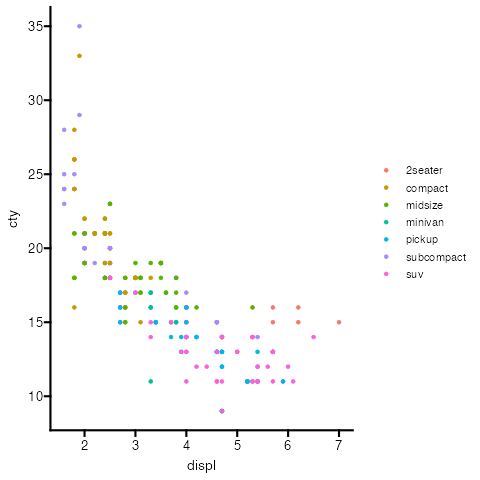 35
30
25
20
15
10
cty
2 3 4 5 6 7
displ
2seater
compact
midsize
minivan
pickup
subcompact
suv